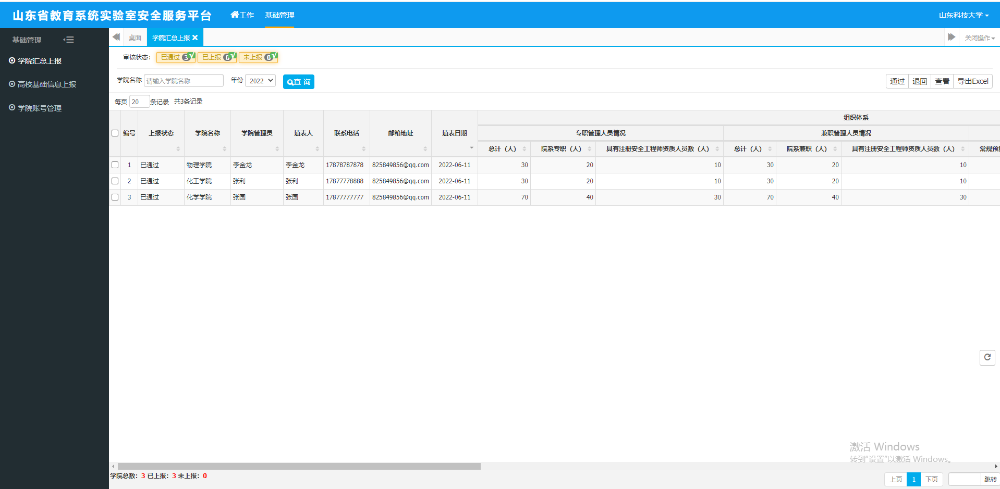 山东省教育系统实验室安全服务平台 工作 基础管理 山东科技大学
基础管理
学院汇总上报
高校基础信息上报
学院账号管理
桌面 学院汇总上报 关闭操作
审核状态: 已通过 3 √ 已上报 0 √ 未上报 0 √
学院名称 请输入学院名称 年份 2022 查 询 通过 退回 查看 导出Excel
每页 20 条记录 共3条记录
组织体系
编号 上报状态 学院名称 学院管理员 填表人 联系电话 邮箱地址 填表日期 专职管理人员情况 兼职管理人员情况
总计（人） 院系专职（人） 具有注册安全工程师资质人员数（人） 总计（人） 院系兼职（人） 具有注册安全工程师资质人员数（人） 常规预
1 已通过 物理学院 李金龙 李金龙 17878787878 825849856@qq.com 2022-06-11 30 20 10 30 20 10
2 已通过 化工学院 张利 张利 17877778888 825849856@qq.com 2022-06-11 30 20 10 30 20 10
3 已通过 化学学院 张国 张国 17877777777 825849856@qq.com 2022-06-11 70 40 30 70 40 30
激活 Windows
转到“设置”以激活 Windows。
学院总数: 3 已上报: 3 未上报: 0
上页 1 下页 跳转